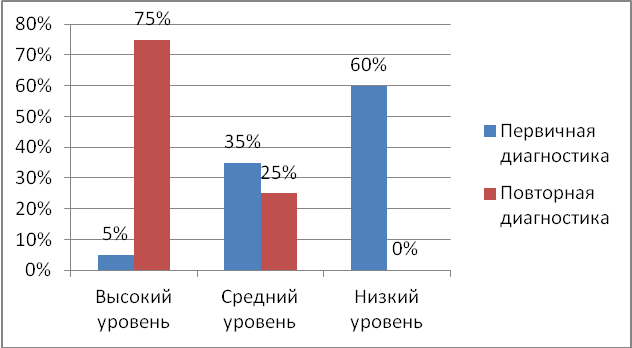 80%
70%
60%
50%
40%
30%
20%
10%
0%
75%
5%
35%
25%
60%
0%
Высокий
уровень
Средний
уровень
Низкий
уровень
Первичная
диагностика
Повторная
диагностика